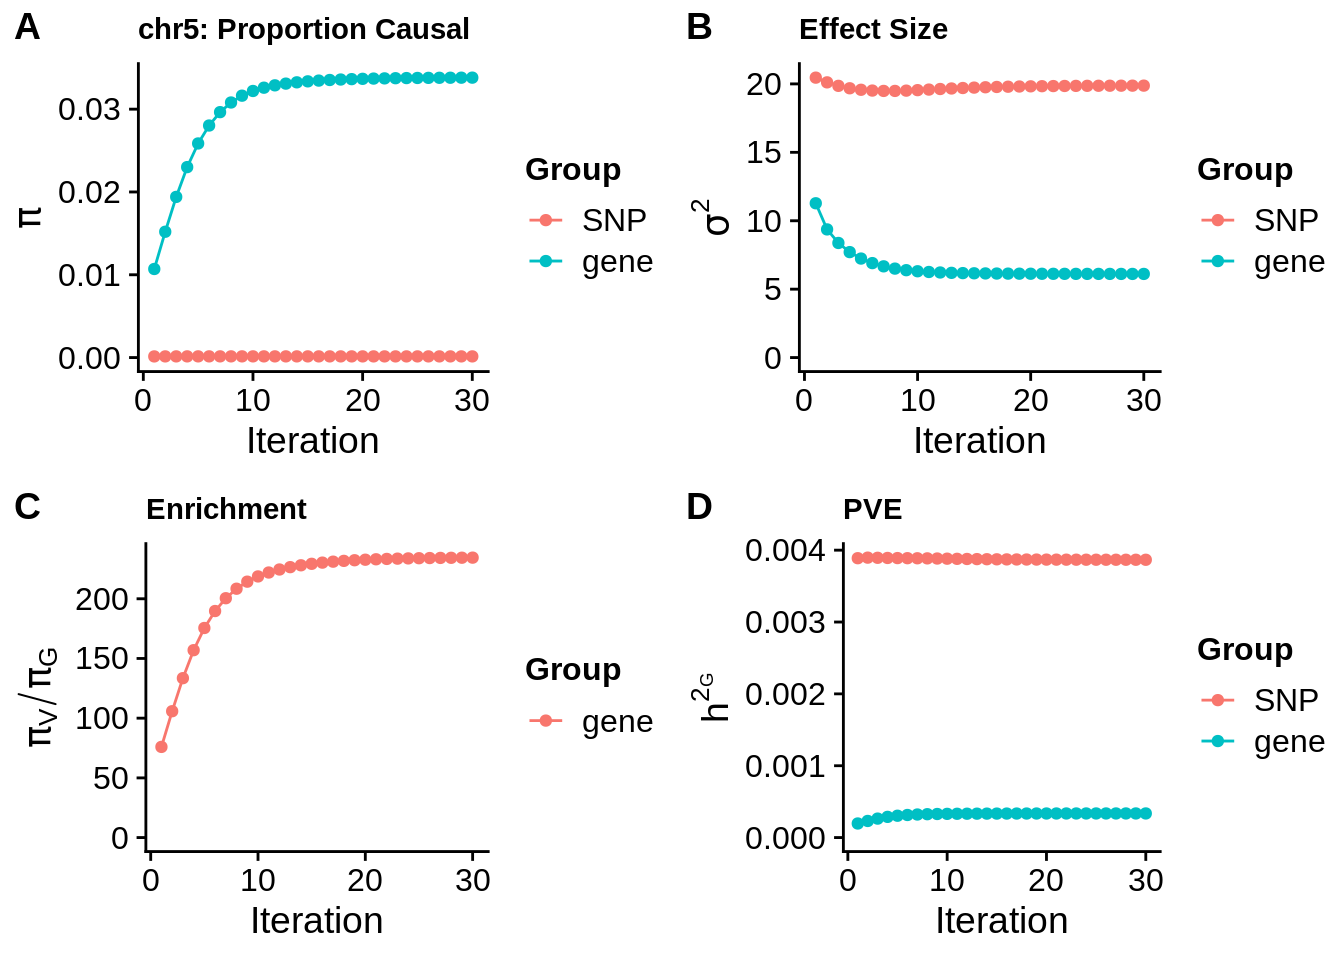 A
chr5: Proportion Causal
π
0.03
0.02
0.01
0.00
0 10 20 30
Iteration
Group
SNP
gene
B
Effect Size
σ²
20
15
10
5
0
0 10 20 30
Iteration
Group
SNP
gene
C
Enrichment
πV/πG
200
150
100
50
0
0 10 20 30
Iteration
Group
gene
D
PVE
h²G
0.004
0.003
0.002
0.001
0.000
0 10 20 30
Iteration
Group
SNP
gene